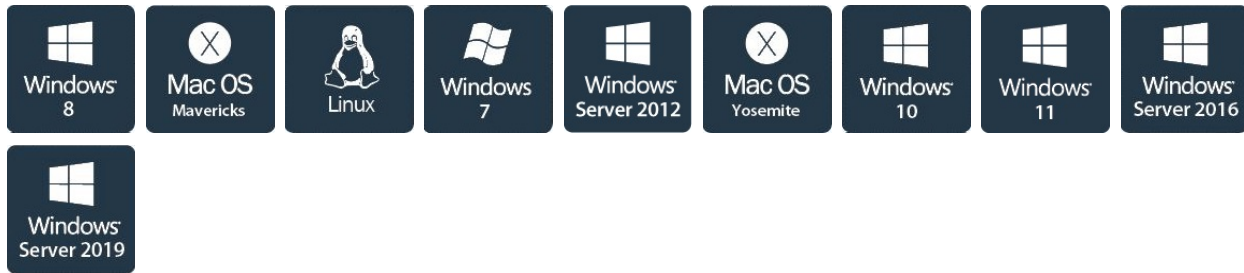 Windows
8
Mac OS
Mavericks
Linux
Windows
7
Windows
Server 2012
Mac OS
Yosemite
Windows
10
Windows
11
Windows
Server 2016
Windows
Server 2019